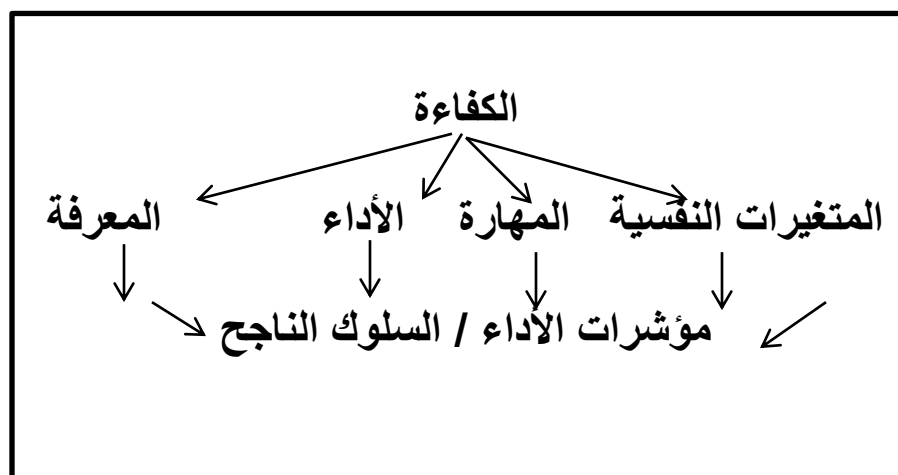 الكفاءة
المتغيرات النفسية المهارة الأداء المعرفة
مؤشرات الأداء / السلوك الناجح